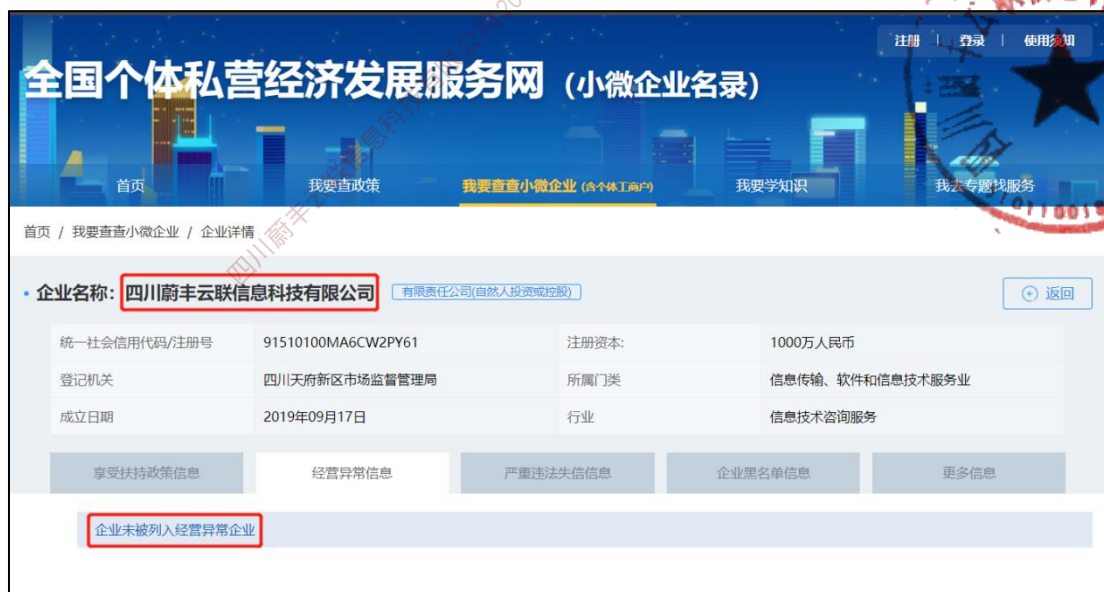 注册 | 登录 | 使用须知
全国个体私营经济发展服务网 (小微企业名录)
首页 我要查政策 我要查查小微企业 (含个体工商户) 我要学知识 我去专题找服务
首页 / 我要查查小微企业 / 企业详情
• 企业名称: 四川蔚丰云联信息科技有限公司 有限责任公司(自然人投资或控股) 返回
统一社会信用代码/注册号 91510100MA6CW2PY61 注册资本: 1000万人民币
登记机关 四川天府新区市场监督管理局 所属门类 信息传输、软件和信息技术服务业
成立日期 2019年09月17日 行业 信息技术咨询服务
享受扶持政策信息 经营异常信息 严重违法失信信息 企业黑名单信息 更多信息
企业未被列入经营异常企业